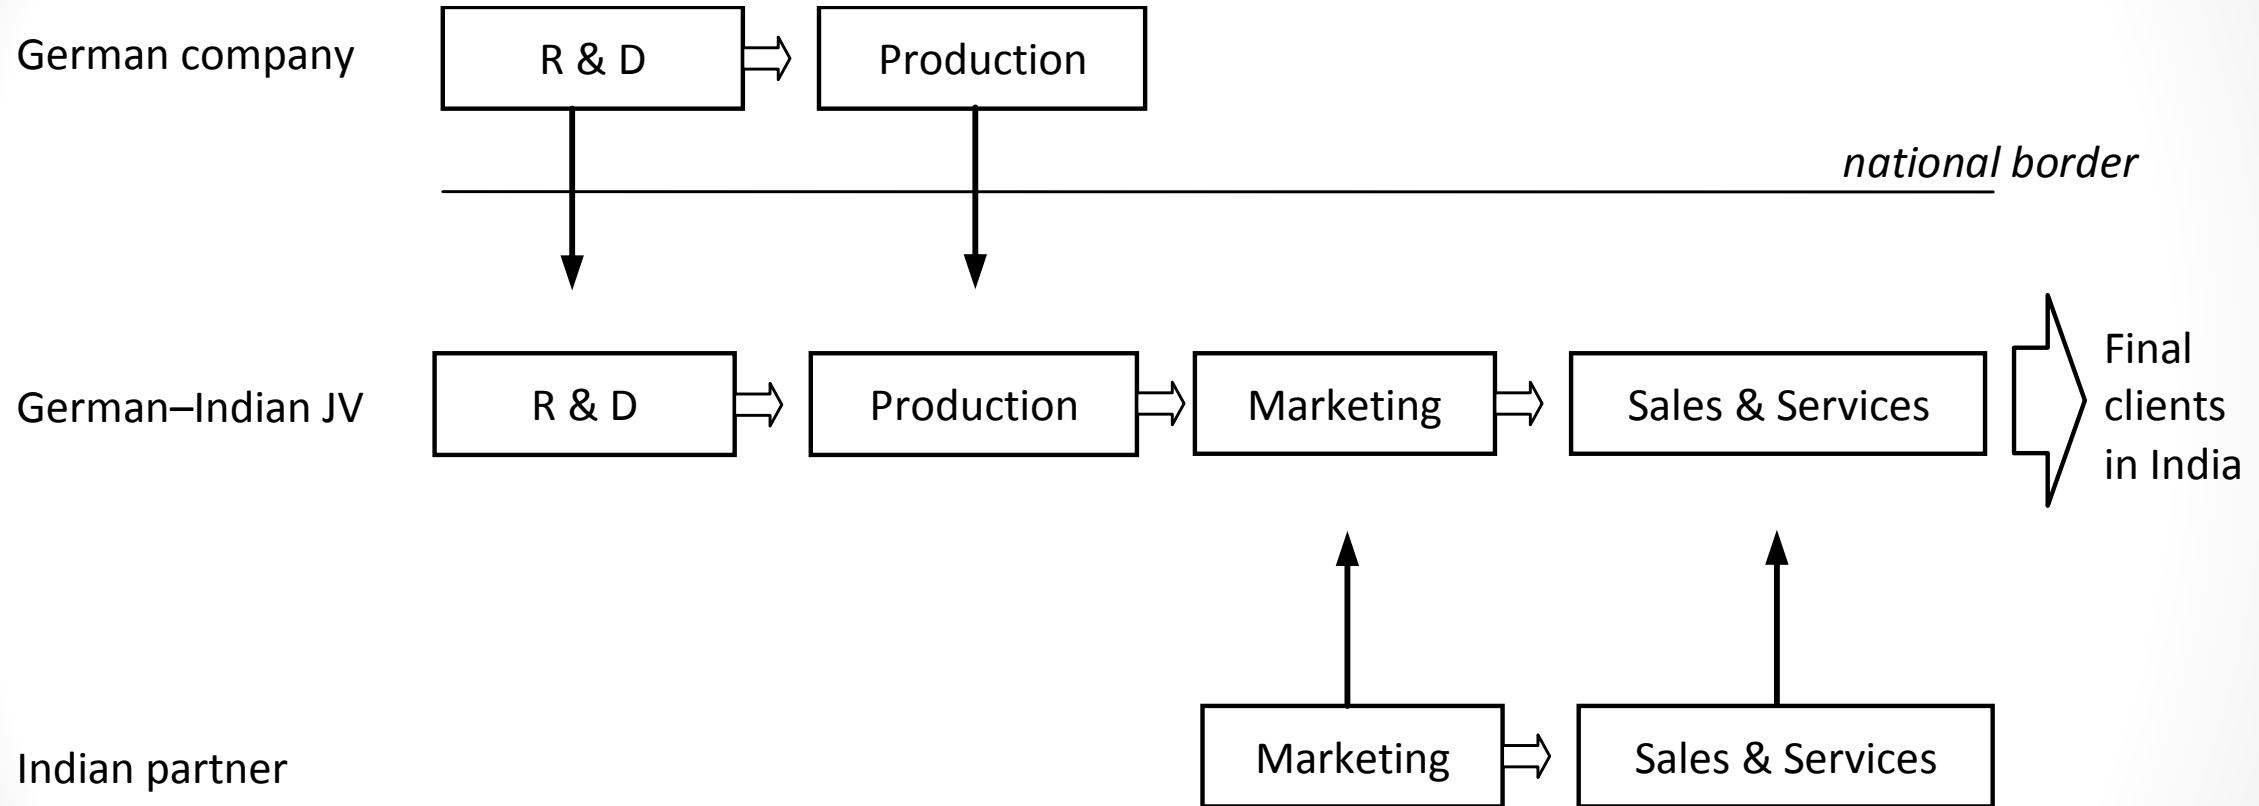 German company
R & D
Production
national border
German–Indian JV
R & D
Production
Marketing
Sales & Services
Final
clients
in India
Indian partner
Marketing
Sales & Services